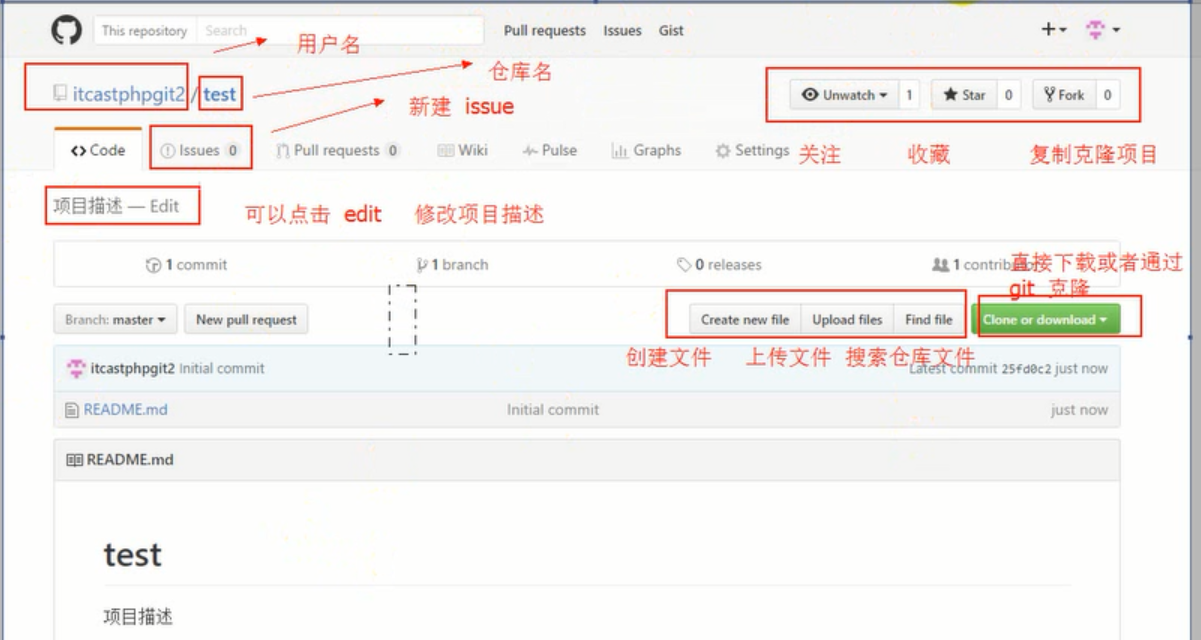 This repository Search Pull requests Issues Gist
用户名
itcastphpgit2 / test
仓库名
Unwatch 1 Star 0 Fork 0
新建 issue
Code Issues 0 Pull requests 0 Wiki Pulse Graphs Settings
关注 收藏 复制克隆项目
项目描述 — Edit
可以点击 edit 修改项目描述
1 commit 1 branch 0 releases 1
直接下载或者通过
git 克隆
Branch: master New pull request Create new file Upload files Find file Clone or download
创建文件 上传文件 搜索仓库文件
itcastphpgit2 Initial commit Latest commit 25fd0c2 just now
README.md Initial commit just now
README.md
test
项目描述